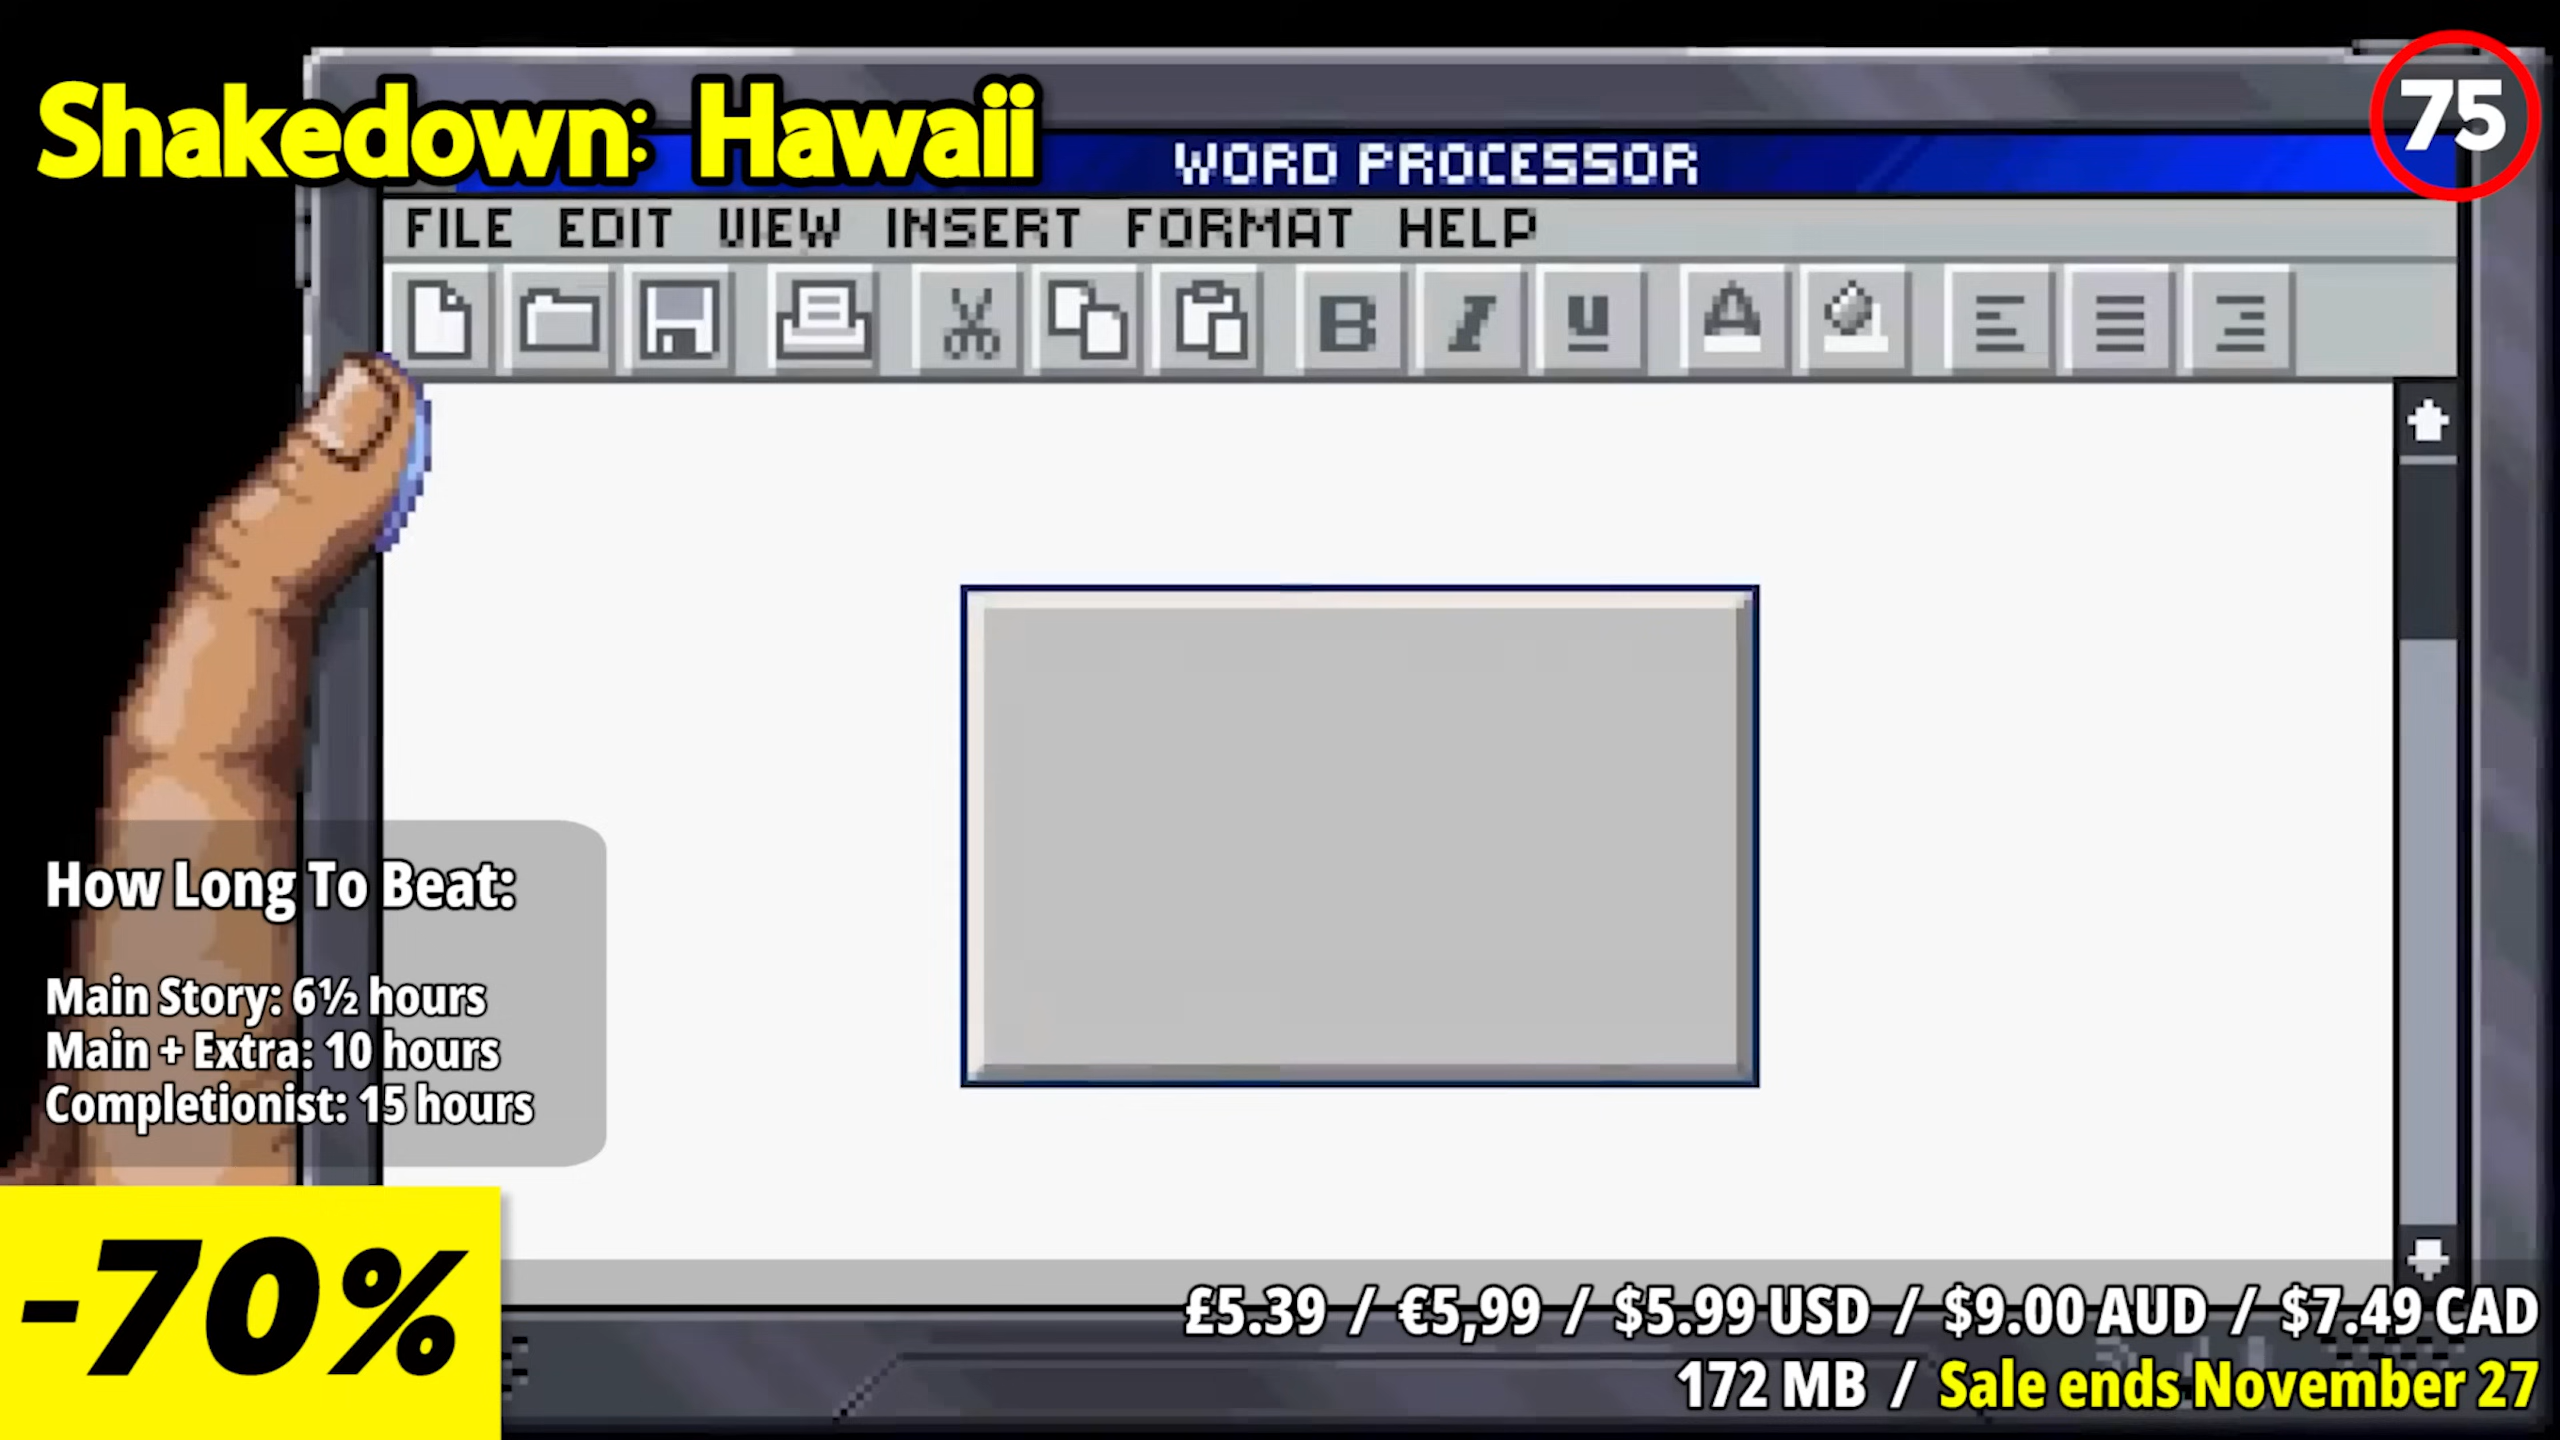 Shakedown: Hawaii
75
WORD PROCESSOR
FILE EDIT VIEW INSERT FORMAT HELP
B I U A
How Long To Beat:
Main Story: 6½ hours
Main + Extra: 10 hours
Completionist: 15 hours
-70%
£5.39 / €5,99 / $5.99 USD / $9.00 AUD / $7.49 CAD
172 MB / Sale ends November 27